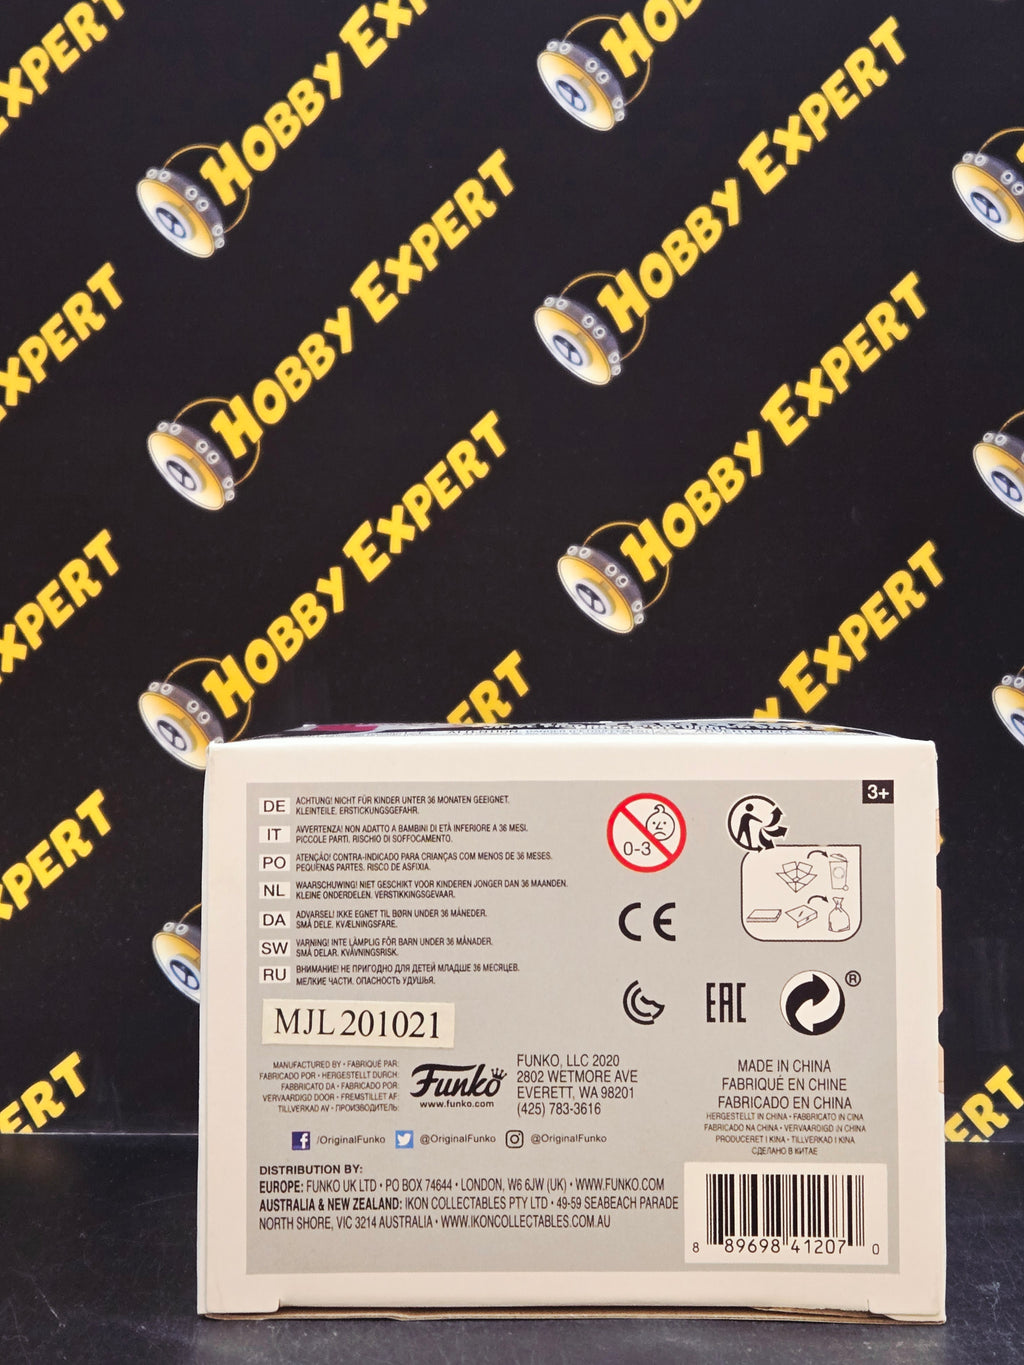 HOBBY EXPERT
HOBBY EXPERT
HOBBY EXPERT
HOBBY EXPERT
HOBBY EXPERT
HOBBY EXPERT
3+
DE ACHTUNG! NICHT FÜR KINDER UNTER 36 MONATEN GEEIGNET.
KLEINTEILE. ERSTICKUNGSGEFAHR.
IT AVVERTENZA! NON ADATTO A BAMBINI DI ETÀ INFERIORE A 36 MESI.
PICCOLE PARTI. RISCHIO DI SOFFOCAMENTO.
PO ATENÇÃO! CONTRA-INDICADO PARA CRIANÇAS COM MENOS DE 36 MESES.
PEQUENAS PARTES. RISCO DE ASFIXIA.
NL WAARSCHUWING! NIET GESCHIKT VOOR KINDEREN JONGER DAN 36 MAANDEN.
KLEINE ONDERDELEN. VERSTIKKINGSGEVAAR.
DA ADVARSEL! IKKE EGNET TIL BØRN UNDER 36 MÅNEDER.
SMÅ DELE. KVÆLNINGSFARE.
SW VARNING! INTE LÄMPLIG FÖR BARN UNDER 36 MÅNADER.
SMÅ DELAR. KVÄVNINGSRISK.
RU ВНИМАНИЕ! НЕ ПРИГОДНО ДЛЯ ДЕТЕЙ МЛАДШЕ 36 МЕСЯЦЕВ.
МЕЛКИЕ ЧАСТИ. ОПАСНОСТЬ УДУШЬЯ.
0-3
CE
EAC
®
MJL 201021
MANUFACTURED BY • FABRIQUÉ PAR:
FABRICADO POR • HERGESTELLT DURCH:
FABBRICATO DA • FABRICADO POR:
VERVAARDIGD DOOR • FREMSTILLET AF:
TILLVERKAD AV • ПРОИЗВОДИТЕЛЬ:
Funko
www.funko.com
FUNKO, LLC 2020
2802 WETMORE AVE
EVERETT, WA 98201
(425) 783-3616
MADE IN CHINA
FABRIQUÉ EN CHINE
FABRICADO EN CHINA
HERGESTELLT IN CHINA • FABBRICATO IN CINA
FABRICADO NA CHINA • VERVAARDIGD IN CHINA
PRODUCERET I KINA • TILLVERKAD I KINA
СДЕЛАНО В КИТАЕ
/OriginalFunko @OriginalFunko @OriginalFunko
DISTRIBUTION BY:
EUROPE: FUNKO UK LTD • PO BOX 74644 • LONDON, W6 6JW (UK) • WWW.FUNKO.COM
AUSTRALIA & NEW ZEALAND: IKON COLLECTABLES PTY LTD • 49-59 SEABEACH PARADE
NORTH SHORE, VIC 3214 AUSTRALIA • WWW.IKONCOLLECTABLES.COM.AU
8 89698 41207 0